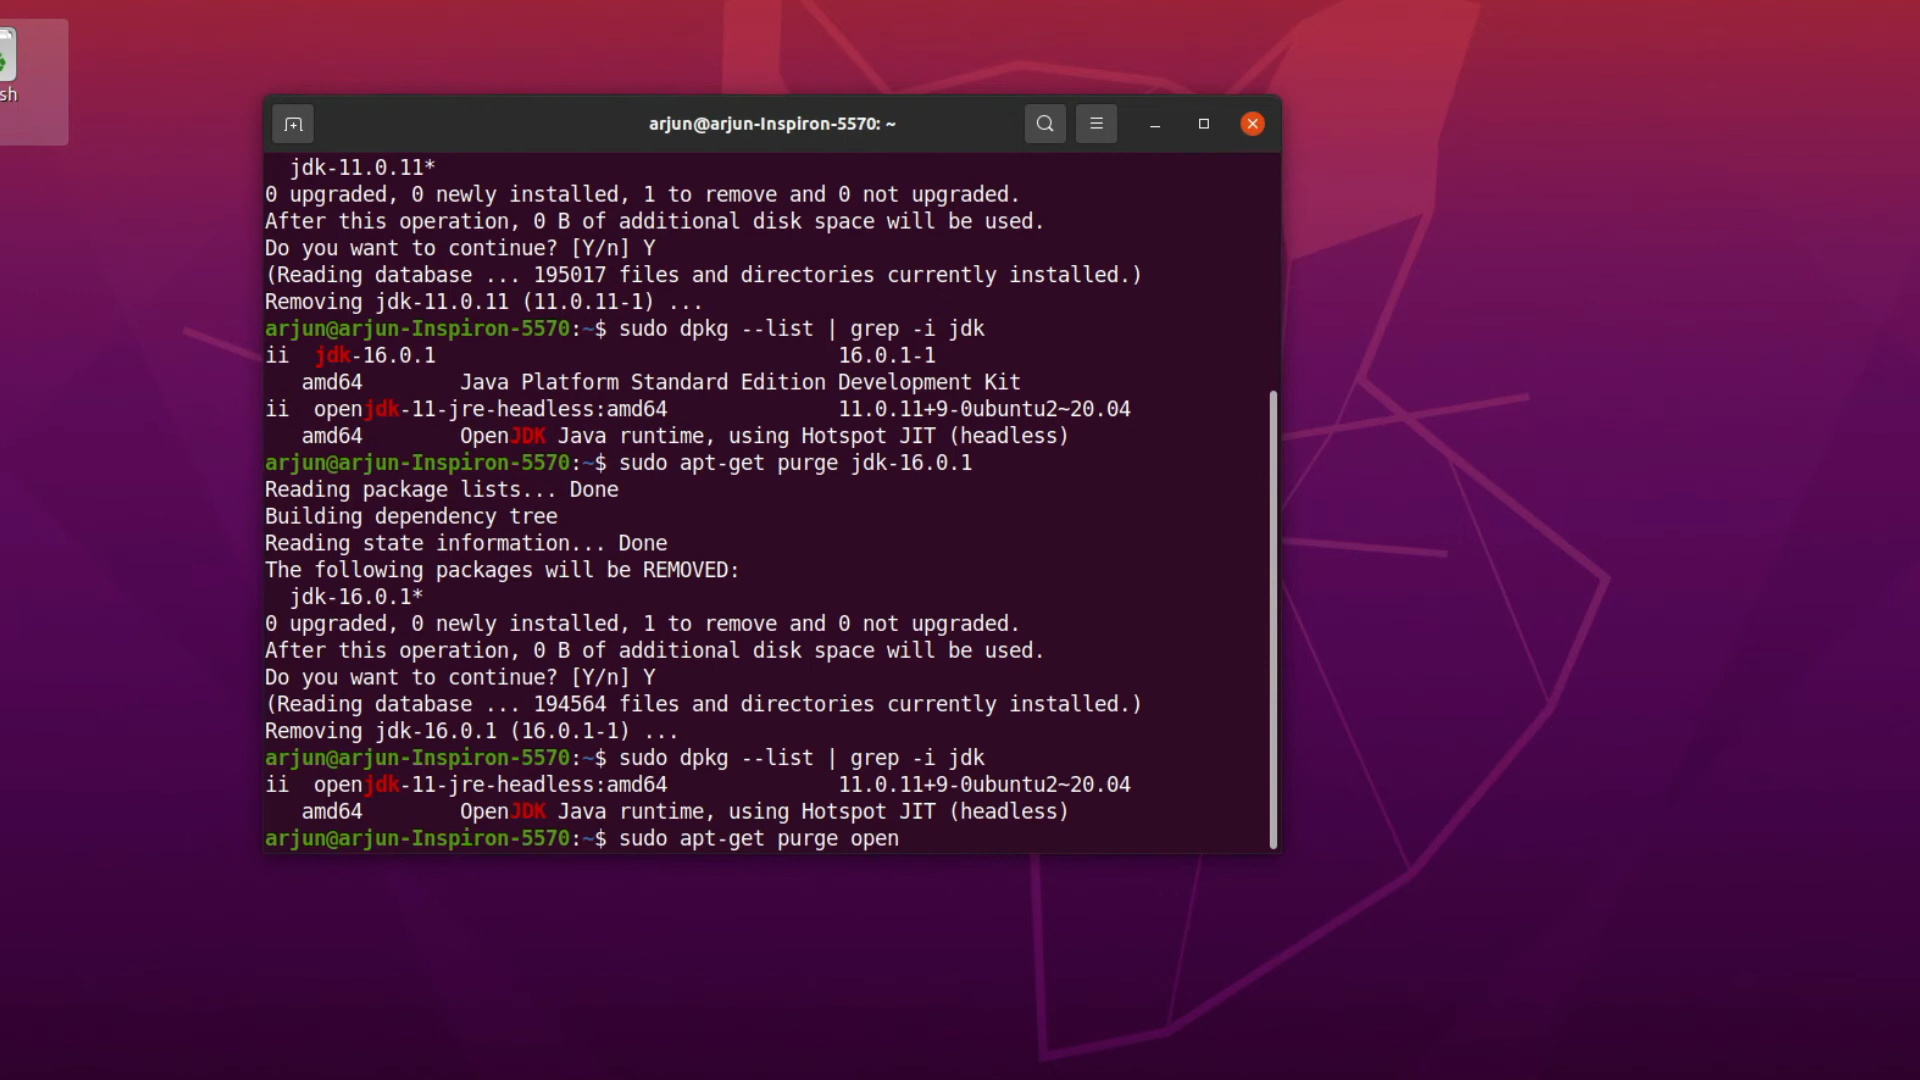 sh
arjun@arjun-Inspiron-5570: ~
jdk-11.0.11*
0 upgraded, 0 newly installed, 1 to remove and 0 not upgraded.
After this operation, 0 B of additional disk space will be used.
Do you want to continue? [Y/n] Y
(Reading database ... 195017 files and directories currently installed.)
Removing jdk-11.0.11 (11.0.11-1) ...
arjun@arjun-Inspiron-5570:~$ sudo dpkg --list | grep -i jdk
ii  jdk-16.0.1                                 16.0.1-1
amd64        Java Platform Standard Edition Development Kit
ii  openjdk-11-jre-headless:amd64              11.0.11+9-0ubuntu2~20.04
amd64        OpenJDK Java runtime, using Hotspot JIT (headless)
arjun@arjun-Inspiron-5570:~$ sudo apt-get purge jdk-16.0.1
Reading package lists... Done
Building dependency tree
Reading state information... Done
The following packages will be REMOVED:
jdk-16.0.1*
0 upgraded, 0 newly installed, 1 to remove and 0 not upgraded.
After this operation, 0 B of additional disk space will be used.
Do you want to continue? [Y/n] Y
(Reading database ... 194564 files and directories currently installed.)
Removing jdk-16.0.1 (16.0.1-1) ...
arjun@arjun-Inspiron-5570:~$ sudo dpkg --list | grep -i jdk
ii  openjdk-11-jre-headless:amd64              11.0.11+9-0ubuntu2~20.04
amd64        OpenJDK Java runtime, using Hotspot JIT (headless)
arjun@arjun-Inspiron-5570:~$ sudo apt-get purge open